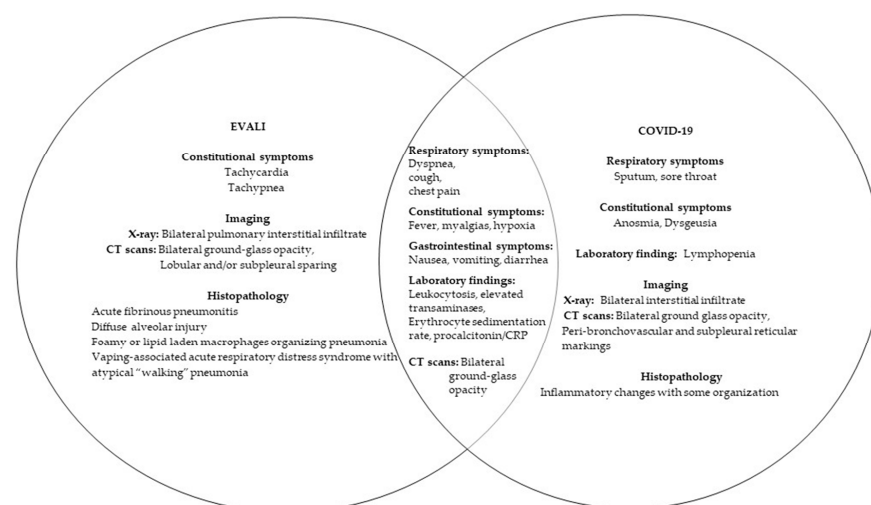 EVALI
Constitutional symptoms
Tachycardia
Tachypnea
Imaging
X-ray: Bilateral pulmonary interstitial infiltrate
CT scans: Bilateral ground-glass opacity,
Lobular and/or subpleural sparing
Histopathology
Acute fibrinous pneumonitis
Diffuse alveolar injury
Foamy or lipid laden macrophages organizing pneumonia
Vaping-associated acute respiratory distress syndrome with
atypical “walking” pneumonia
Respiratory symptoms:
Dyspnea,
cough,
chest pain
Constitutional symptoms:
Fever, myalgias, hypoxia
Gastrointestinal symptoms:
Nausea, vomiting, diarrhea
Laboratory findings:
Leukocytosis, elevated
transaminases,
Erythrocyte sedimentation
rate, procalcitonin/CRP
CT scans: Bilateral
ground-glass
opacity
COVID-19
Respiratory symptoms
Sputum, sore throat
Constitutional symptoms
Anosmia, Dysgeusia
Laboratory finding: Lymphopenia
Imaging
X-ray: Bilateral interstitial infiltrate
CT scans: Bilateral ground glass opacity,
Peri-bronchovascular and subpleural reticular
markings
Histopathology
Inflammatory changes with some organization